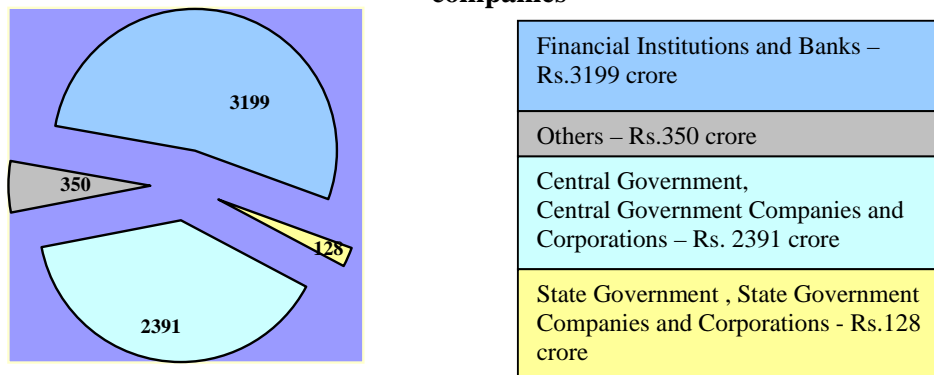 companies
3199
350
128
2391
Financial Institutions and Banks –
Rs.3199 crore
Others – Rs.350 crore
Central Government,
Central Government Companies and
Corporations – Rs. 2391 crore
State Government , State Government
Companies and Corporations - Rs.128
crore